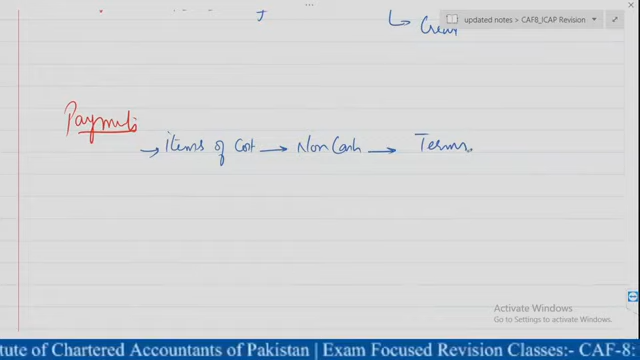 updated notes > CAF8_ICAP Revision
Payments
→ Items of Cost → Non Cash → Terms
Activate Windows
Go to Settings to activate Windows.
tute of Chartered Accountants of Pakistan | Exam Focused Revision Classes:- CAF-8: